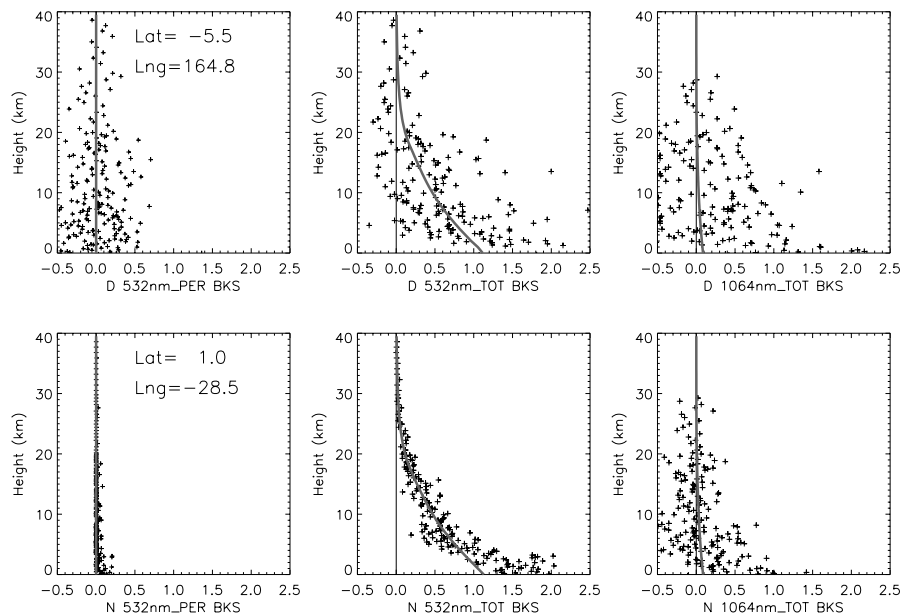 40
30
20
10
0
Height (km)
Lat= −5.5
Lng=164.8
−0.5 0.0 0.5 1.0 1.5 2.0 2.5
D 532nm_PER BKS
40
30
20
10
0
Height (km)
−0.5 0.0 0.5 1.0 1.5 2.0 2.5
D 532nm_TOT BKS
40
30
20
10
0
Height (km)
−0.5 0.0 0.5 1.0 1.5 2.0 2.5
D 1064nm_TOT BKS
40
30
20
10
0
Height (km)
Lat= 1.0
Lng=−28.5
−0.5 0.0 0.5 1.0 1.5 2.0 2.5
N 532nm_PER BKS
40
30
20
10
0
Height (km)
−0.5 0.0 0.5 1.0 1.5 2.0 2.5
N 532nm_TOT BKS
40
30
20
10
0
Height (km)
−0.5 0.0 0.5 1.0 1.5 2.0 2.5
N 1064nm_TOT BKS